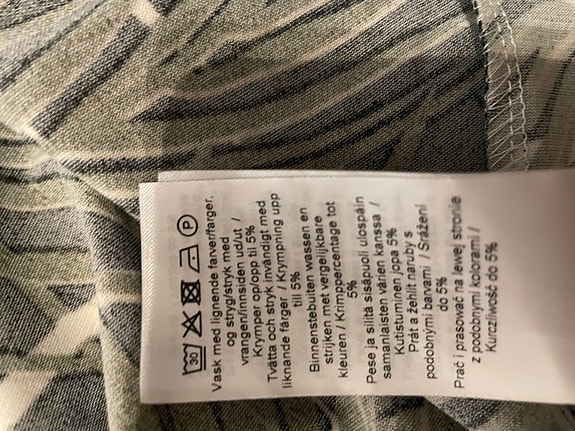 30 P
Vask med lignende farver/farger,
og stryg/stryk med
vrangen/innsiden ud/ut /
Krymper op/opp til 5%
Tvätta och stryk invändigt med
liknande färger / Krympning upp
till 5%
Binnenstebuiten wassen en
strijken met vergelijkbare
kleuren / Krimppercentage tot
5%
Pese ja silitä sisäpuoli ulospäin
samanlaisten värien kanssa /
Kutistuminen jopa 5%
Prát a žehlit naruby s
podobnými barvami / Srážení
do 5%
Prać i prasować na lewej stronie
z podobnymi kolorami /
Kurczliwość do 5%